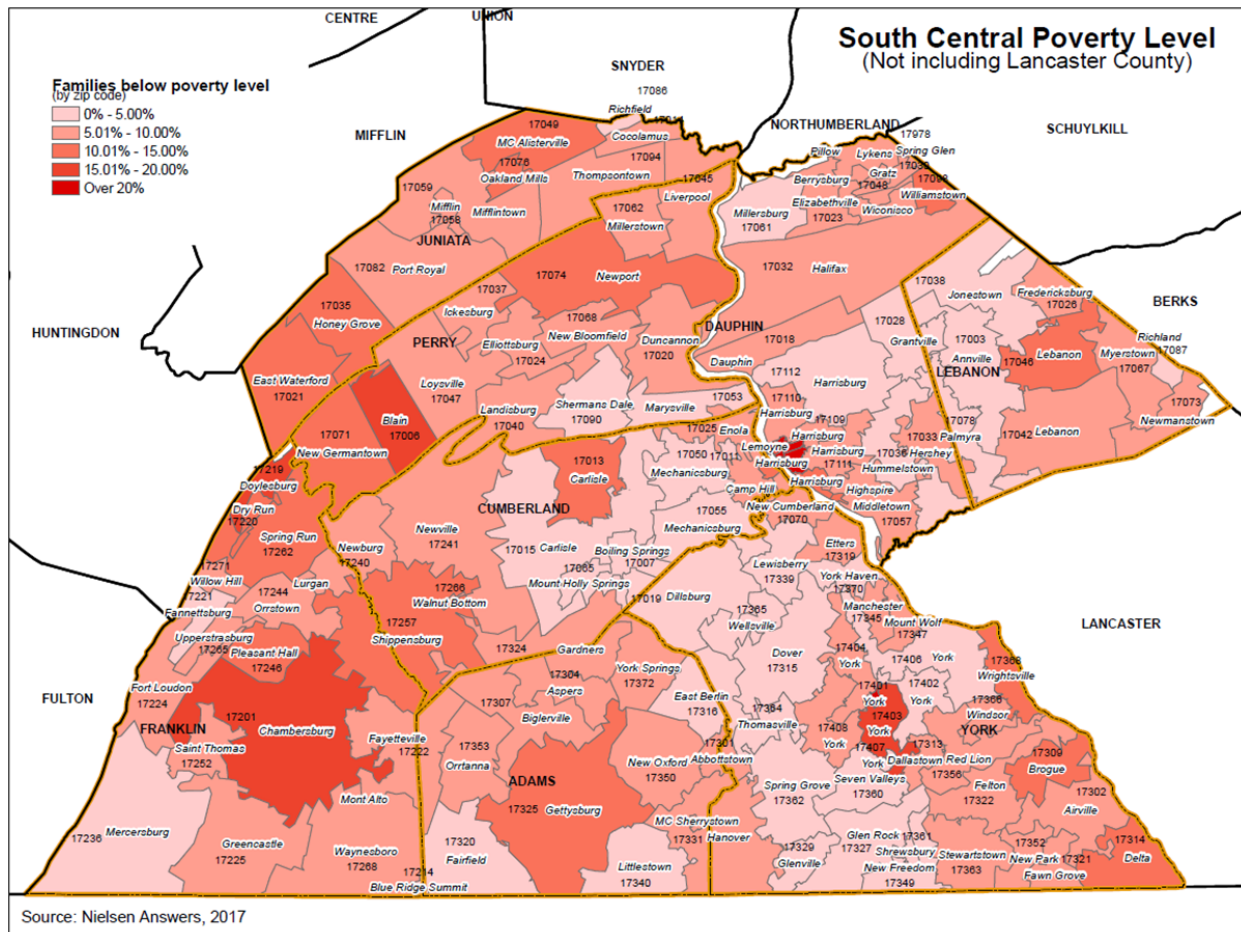 South Central Poverty Level
(Not including Lancaster County)
Families below poverty level
(by zip code)
0% - 5.00%
5.01% - 10.00%
10.01% - 15.00%
15.01% - 20.00%
Over 20%
CENTRE
UNION
SNYDER
MIFFLIN
NORTHUMBERLAND
SCHUYLKILL
HUNTINGDON
BERKS
FULTON
LANCASTER
JUNIATA
PERRY
DAUPHIN
LEBANON
CUMBERLAND
FRANKLIN
ADAMS
YORK
17086
Richfield
17049
MC Alisterville
Cocolamus
17076
Oakland Mills
17094
Thompsontown
17045
Liverpool
17059
Mifflin
17058
Mifflintown
17062
Millerstown
17082
Port Royal
17074
Newport
17035
Honey Grove
17037
Ickesburg
17068
New Bloomfield
Elliottsburg
17024
Duncannon
17020
East Waterford
17021
Loysville
17047
Blain
17006
Landisburg
17040
Shermans Dale
17090
Marysville
17053
17071
New Germantown
17978
Pillow
Lykens
Spring Glen
Berrysburg
Gratz
17048
Williamstown
Elizabethville
17023
Wiconisco
Millersburg
17061
17032
Halifax
17038
Jonestown
Fredericksburg
17026
17028
Grantville
17003
Annville
17046
Lebanon
Richland
17087
Myerstown
17067
17018
Dauphin
17112
Harrisburg
17110
Harrisburg
17109
Harrisburg
Harrisburg
17111
Harrisburg
Harrisburg
17033
Hershey
17036
Hummelstown
17078
Palmyra
17042
Lebanon
17073
Newmanstown
Highspire
Middletown
17057
17025
Enola
Lemoyne
17011
Camp Hill
17050
Mechanicsburg
17055
Mechanicsburg
New Cumberland
17070
17013
Carlisle
17015
Carlisle
Boiling Springs
17007
17065
Mount Holly Springs
17219
Doylesburg
Dry Run
17220
Spring Run
17262
Newburg
17240
Newville
17241
17271
Willow Hill
17221
Fannettsburg
17244
Orrstown
Lurgan
17266
Walnut Bottom
17257
Shippensburg
Upperstrasburg
17265
Pleasant Hall
17246
17324
Gardners
Fort Loudon
17224
17201
Chambersburg
Saint Thomas
17252
Fayetteville
17222
Mont Alto
17236
Mercersburg
Greencastle
17225
Waynesboro
17268
17214
Blue Ridge Summit
17304
Aspers
17307
Biglerville
York Springs
17372
17353
Orrtanna
East Berlin
17316
17301
Abbottstown
New Oxford
17350
17325
Gettysburg
MC Sherrystown
17331
Hanover
17320
Fairfield
Littlestown
17340
17019
Dillsburg
Lewisberry
17339
Etters
17319
York Haven
17370
17365
Wellsville
Manchester
17345
Mount Wolf
17347
Dover
17315
17404
York
17406
York
17402
York
17368
Wrightsville
17401
York
17403
York
17407
York
17364
Thomasville
17408
York
17366
Windsor
17313
Dallastown
Red Lion
17356
17309
Brogue
Seven Valleys
17360
Spring Grove
17362
Felton
17322
17302
Airville
17329
Glenville
Glen Rock
17327
17361
Shrewsbury
New Freedom
17349
Stewartstown
17363
17352
New Park
17321
Fawn Grove
17314
Delta
Source: Nielsen Answers, 2017